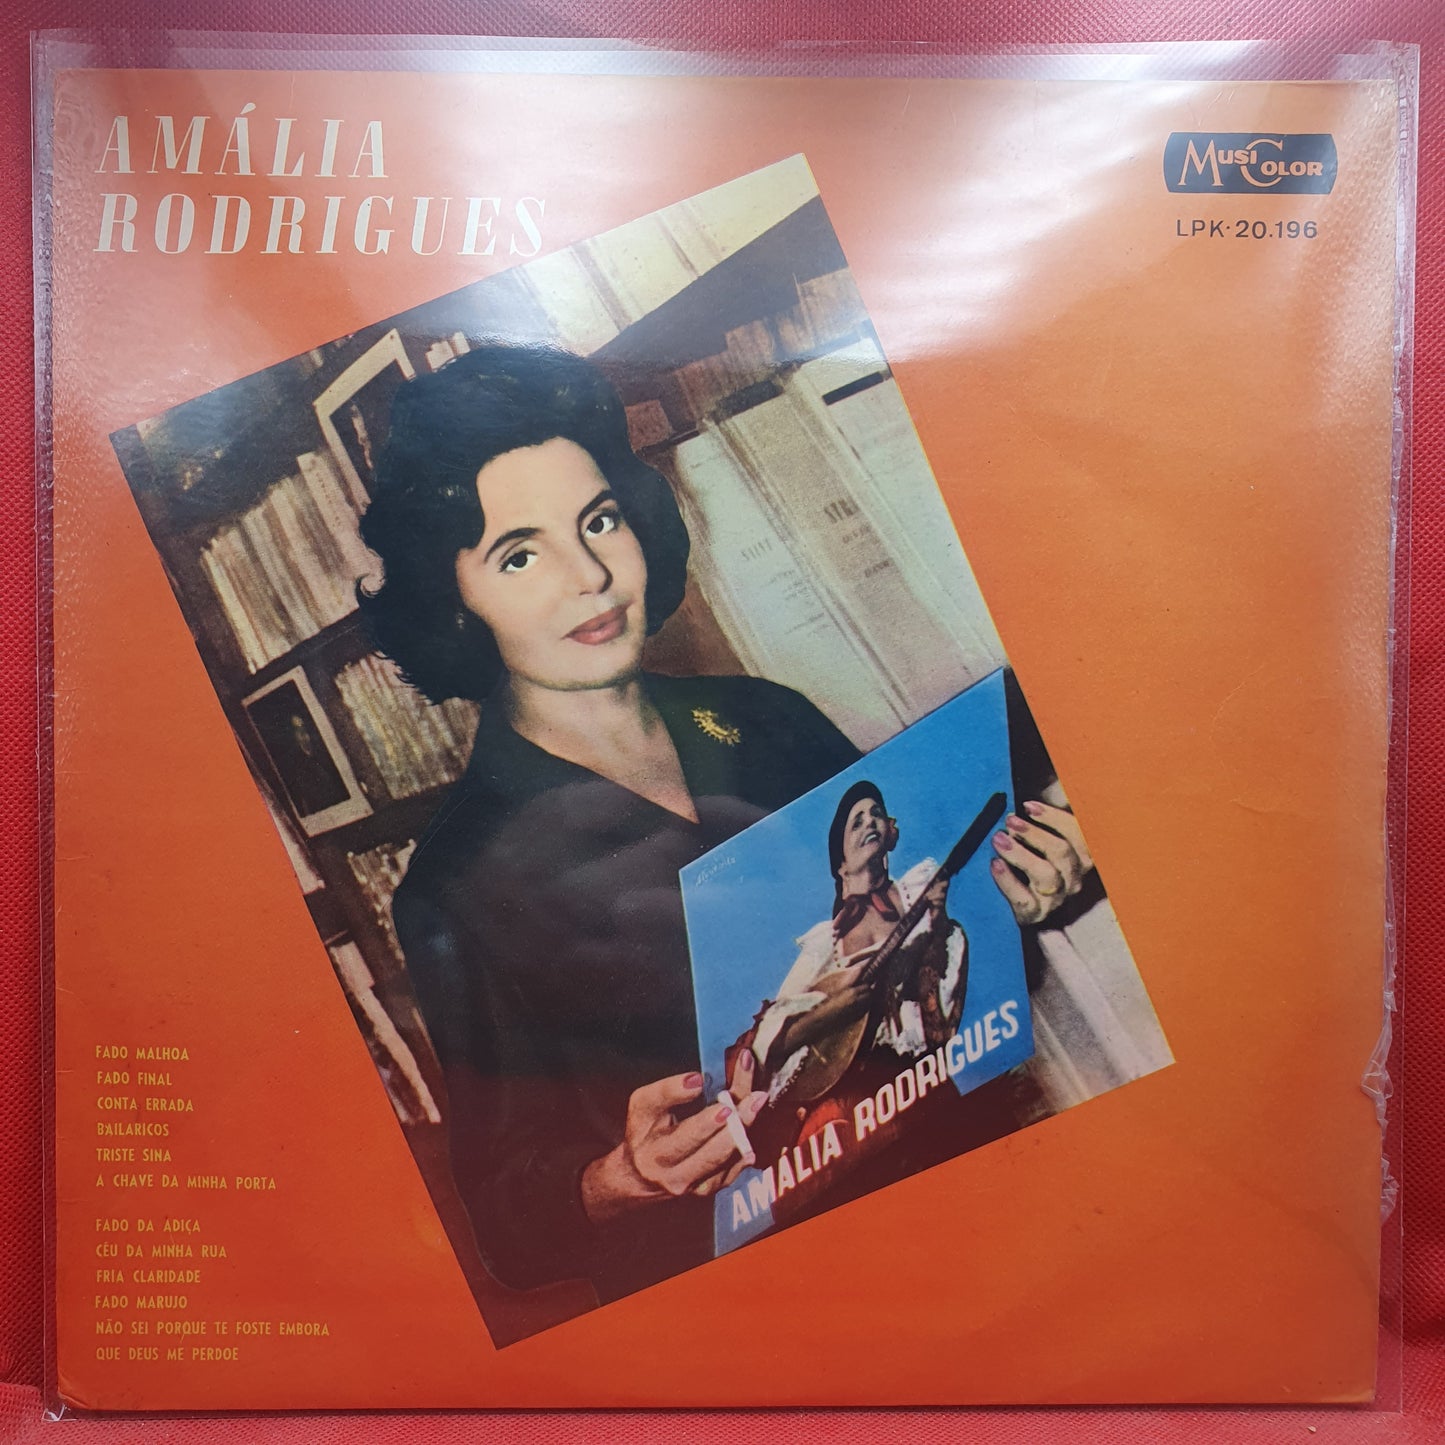 AMÁLIA
RODRIGUES
MUSICOLOR
LPK·20.196
AMÁLIA RODRIGUES
FADO MALHOA
FADO FINAL
CONTA ERRADA
BAILARICOS
TRISTE SINA
A CHAVE DA MINHA PORTA
FADO DA ADIÇA
CÉU DA MINHA RUA
FRIA CLARIDADE
FADO MARUJO
NÃO SEI PORQUE TE FOSTE EMBORA
QUE DEUS ME PERDOE